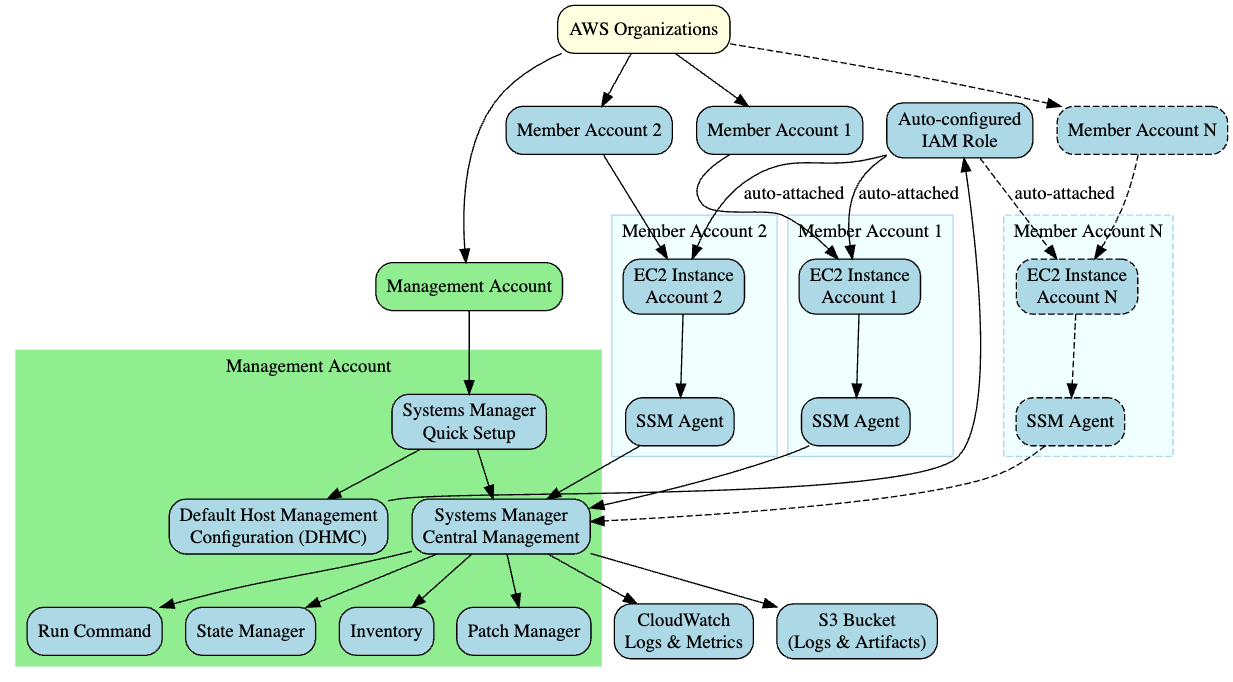 AWS Organizations
Member Account 2
Member Account 1
Auto-configured
IAM Role
Member Account N
auto-attached
auto-attached
auto-attached
Member Account 2
Member Account 1
Member Account N
Management Account
EC2 Instance
Account 2
EC2 Instance
Account 1
EC2 Instance
Account N
Management Account
Systems Manager
Quick Setup
SSM Agent
SSM Agent
SSM Agent
Default Host Management
Configuration (DHMC)
Systems Manager
Central Management
Run Command
State Manager
Inventory
Patch Manager
CloudWatch
Logs & Metrics
S3 Bucket
(Logs & Artifacts)